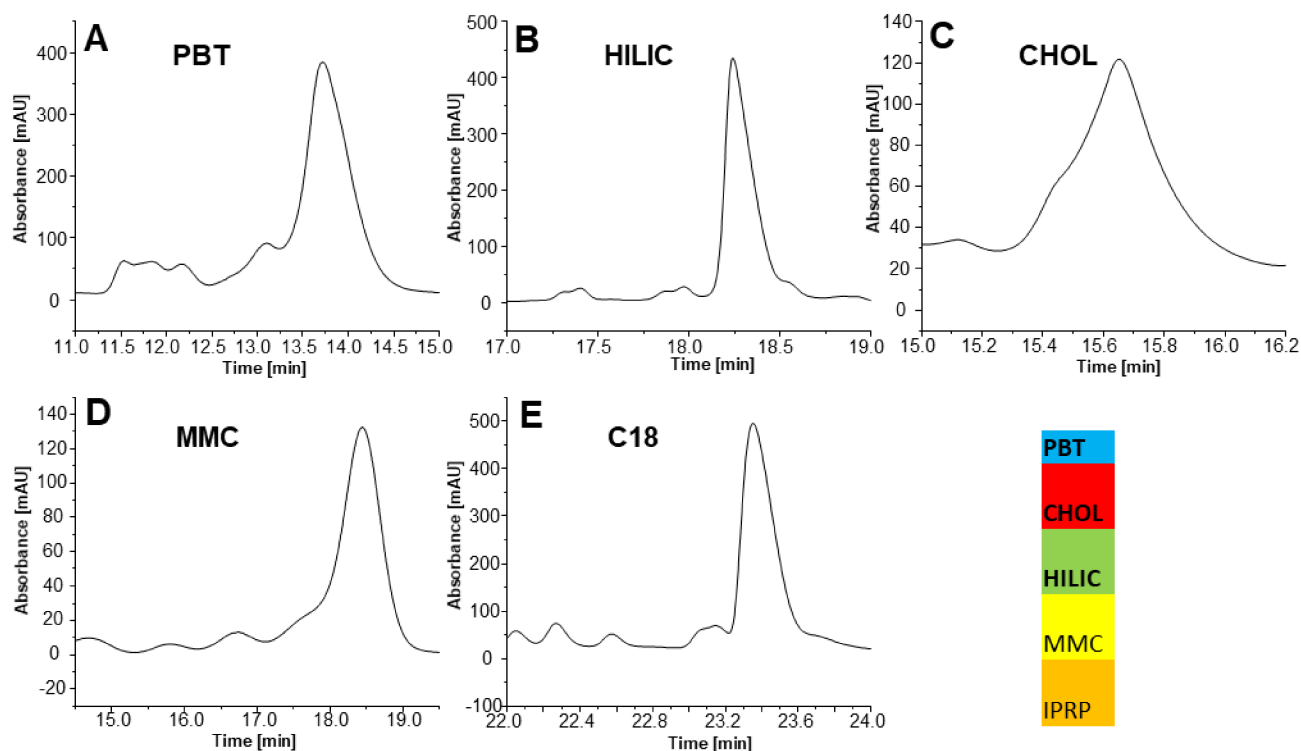 A
PBT
Absorbance [mAU]
400
300
200
100
0
11.0 11.5 12.0 12.5 13.0 13.5 14.0 14.5 15.0
Time [min]
B
HILIC
Absorbance [mAU]
500
400
300
200
100
0
17.0 17.5 18.0 18.5 19.0
Time [min]
C
CHOL
Absorbance [mAU]
140
120
100
80
60
40
20
0
15.0 15.2 15.4 15.6 15.8 16.0 16.2
Time [min]
D
MMC
Absorbance [mAU]
140
120
100
80
60
40
20
0
-20
15.0 16.0 17.0 18.0 19.0
Time [min]
E
C18
Absorbance [mAU]
500
400
300
200
100
50
0
-100
22.0 22.4 22.8 23.2 23.6 24.0
Time [min]
PBT
CHOL
HILIC
MMC
IPRP